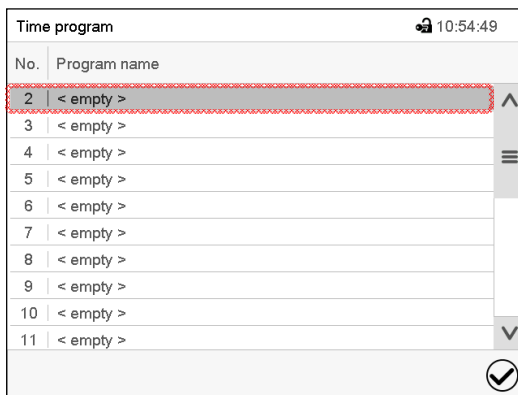 Time program 10:54:49
No. Program name
2 < empty >
3 < empty >
4 < empty >
5 < empty >
6 < empty >
7 < empty >
8 < empty >
9 < empty >
10 < empty >
11 < empty >